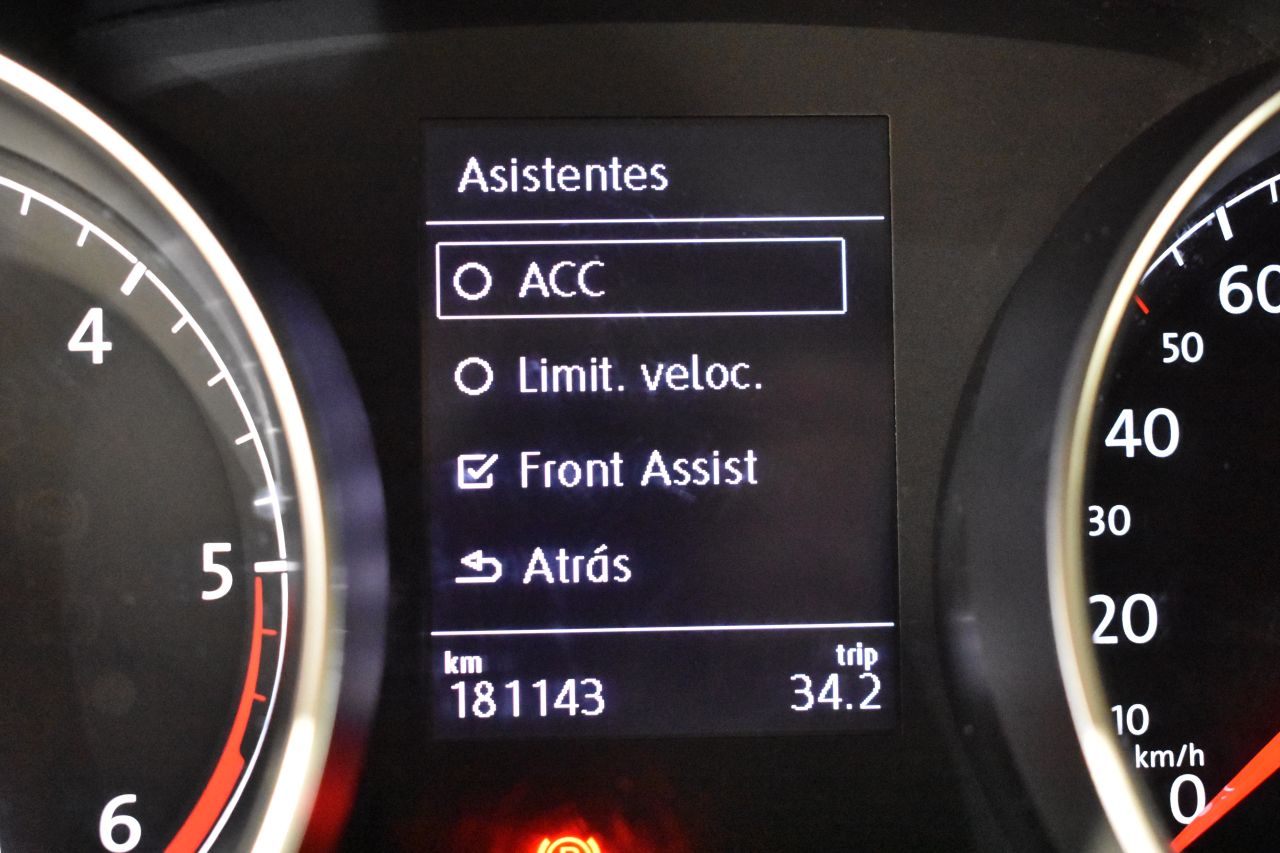 Asistentes
ACC
Limit. veloc.
Front Assist
Atrás
km
trip
181143
34.2
4
5
6
60
50
40
30
20
10
km/h
0